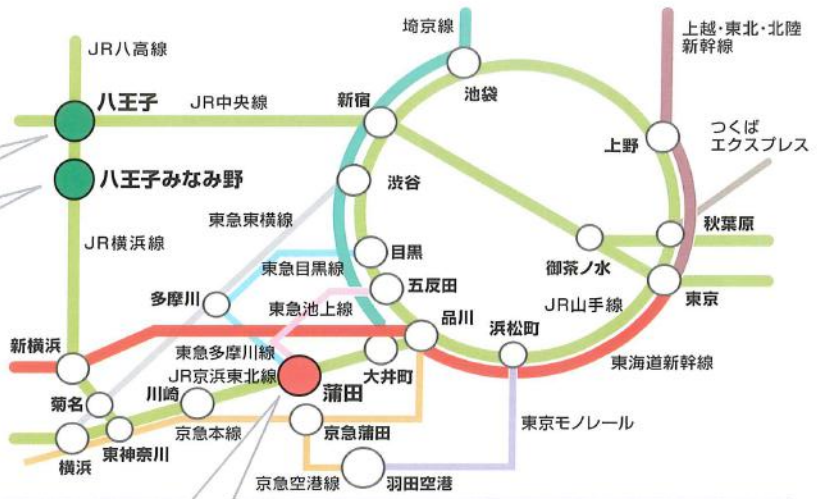 埼京線
上越・東北・北陸
新幹線
JR八高線
八王子
JR中央線
新宿
池袋
つくば
エクスプレス
上野
八王子みなみ野
渋谷
東急東横線
秋葉原
JR横浜線
目黒
御茶ノ水
東急目黒線
五反田
多摩川
東急池上線
品川
浜松町
JR山手線
東京
新横浜
東急多摩川線
大井町
東海道新幹線
JR京浜東北線
蒲田
菊名
川崎
京急本線
京急蒲田
東京モノレール
横浜
東神奈川
京急空港線
羽田空港